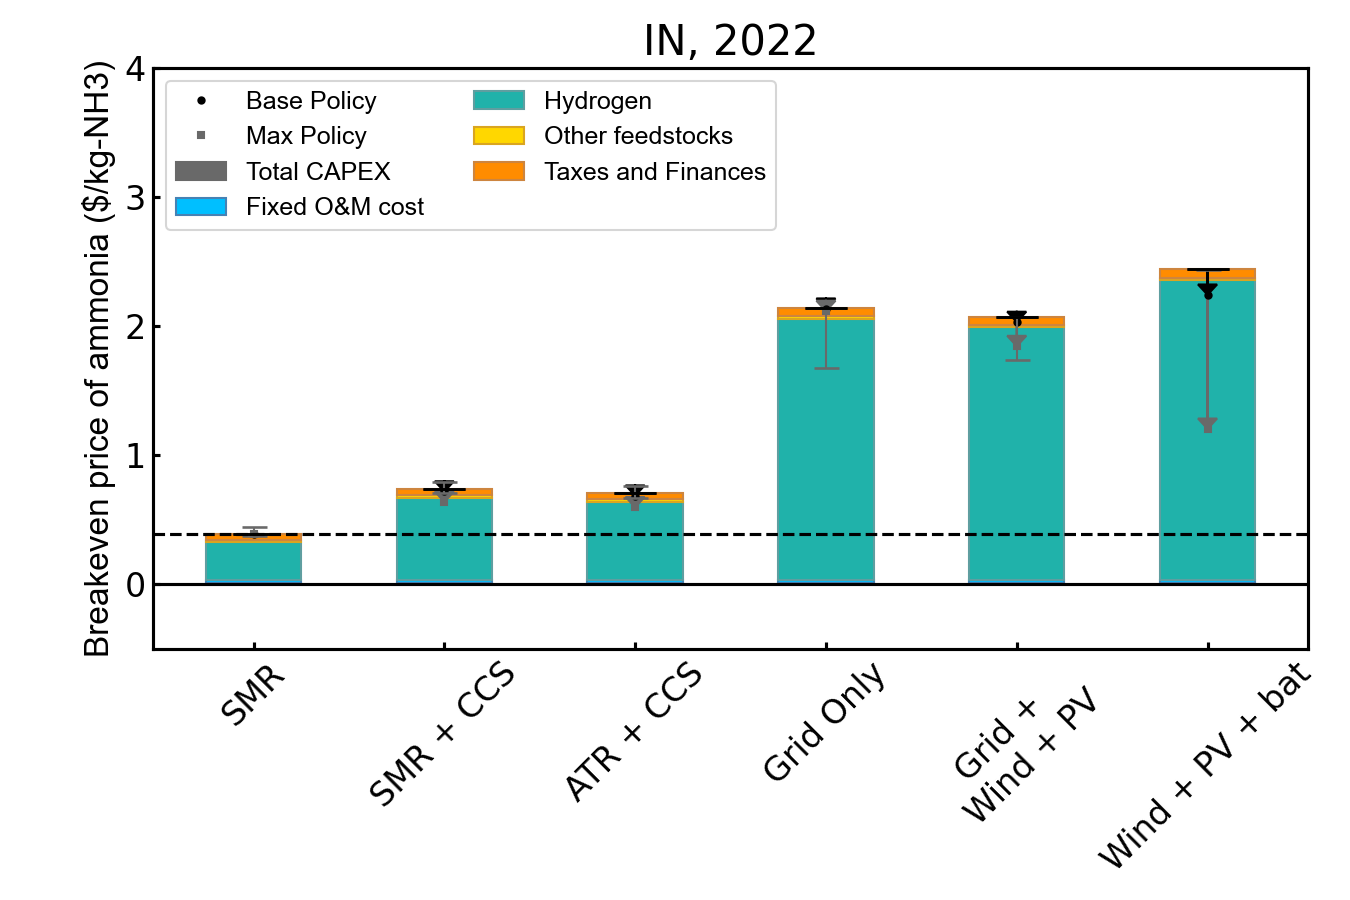 IN, 2022
Breakeven price of ammonia ($/kg-NH3)
4
3
2
1
0
Base Policy
Max Policy
Total CAPEX
Fixed O&M cost
Hydrogen
Other feedstocks
Taxes and Finances
SMR
SMR + CCS
ATR + CCS
Grid Only
Grid +
Wind + PV
Wind + PV + bat